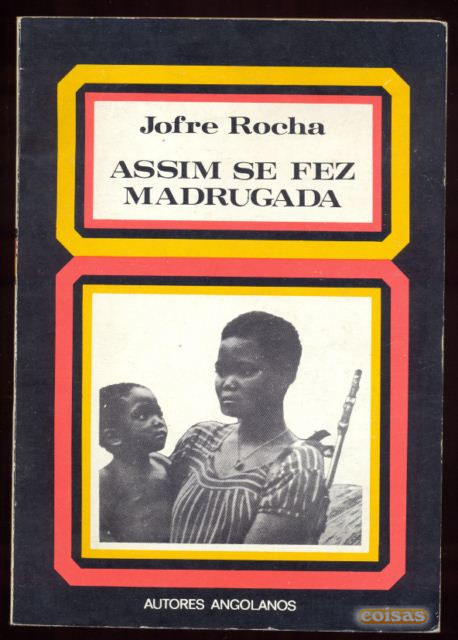 Jofre Rocha
ASSIM SE FEZ
MADRUGADA
AUTORES ANGOLANOS
coisas